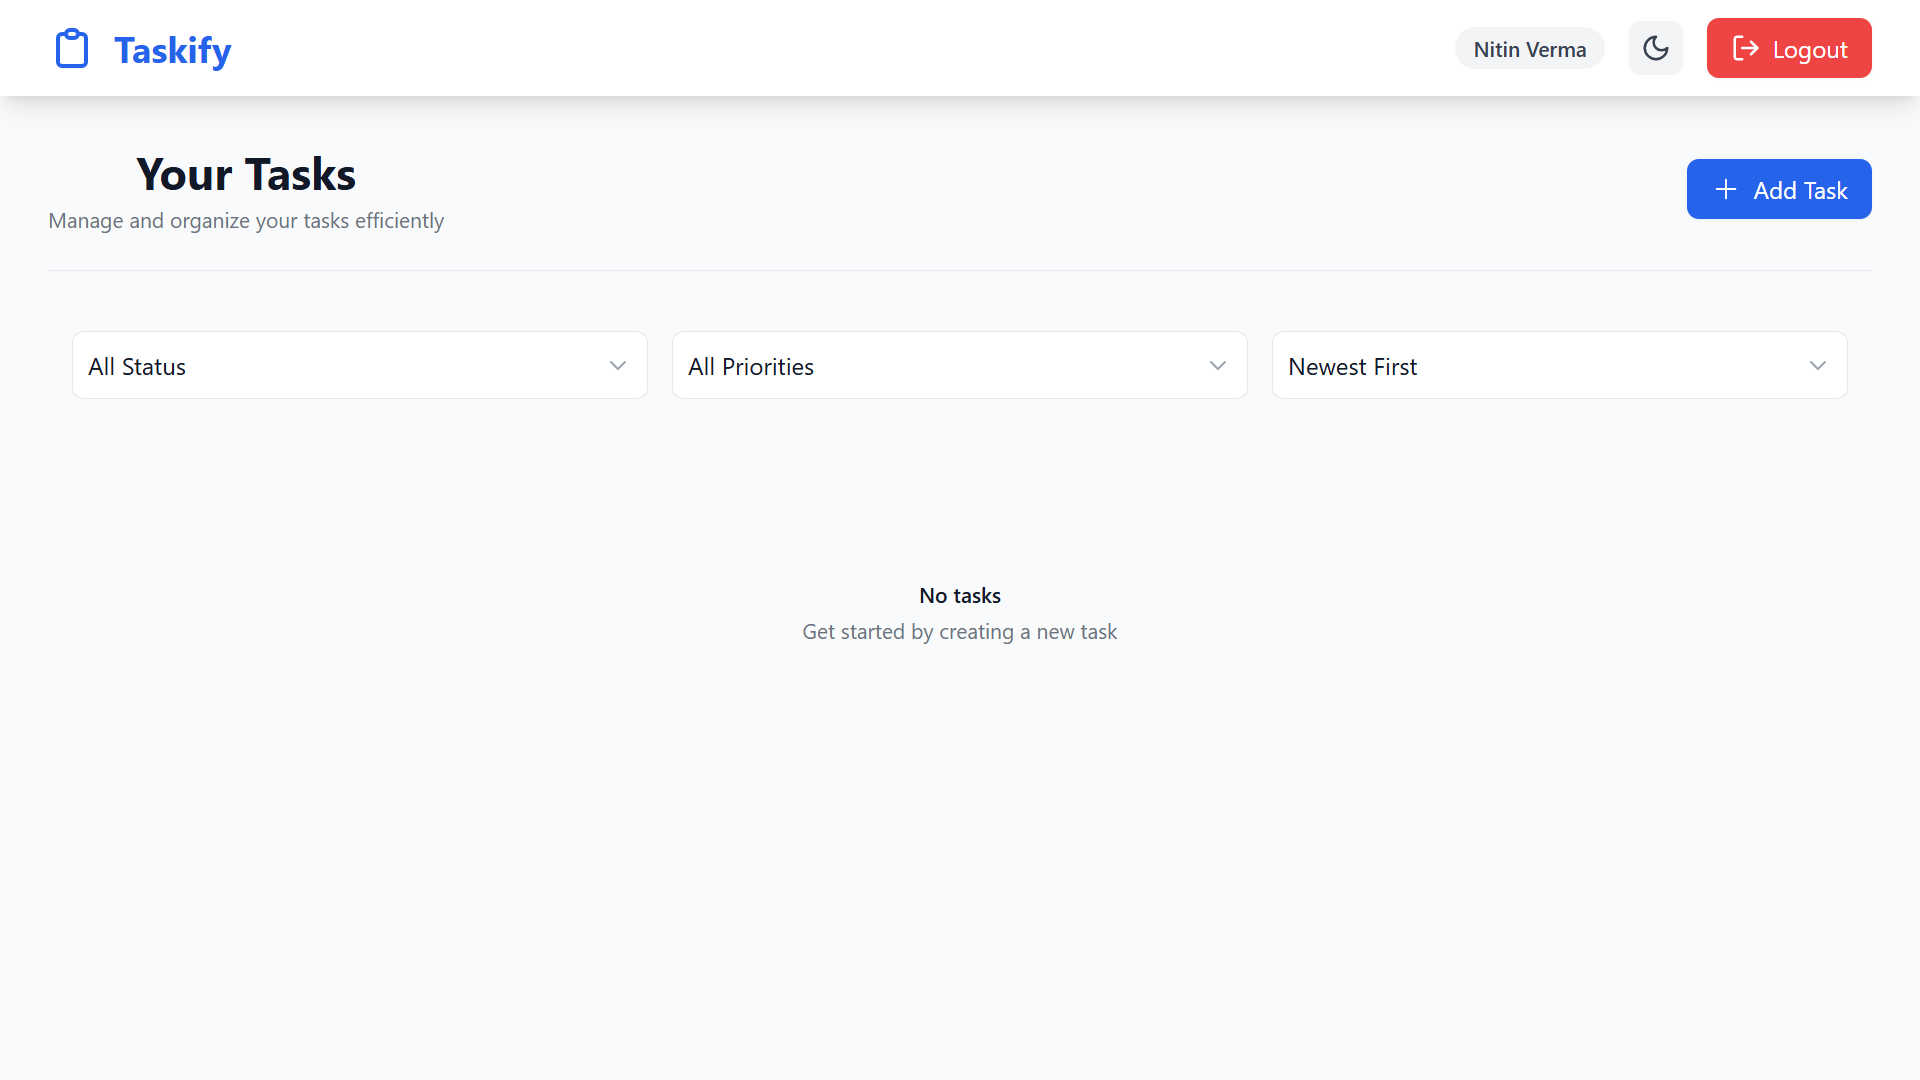 Taskify
Nitin Verma
Logout
Your Tasks
Manage and organize your tasks efficiently
Add Task
All Status
All Priorities
Newest First
No tasks
Get started by creating a new task